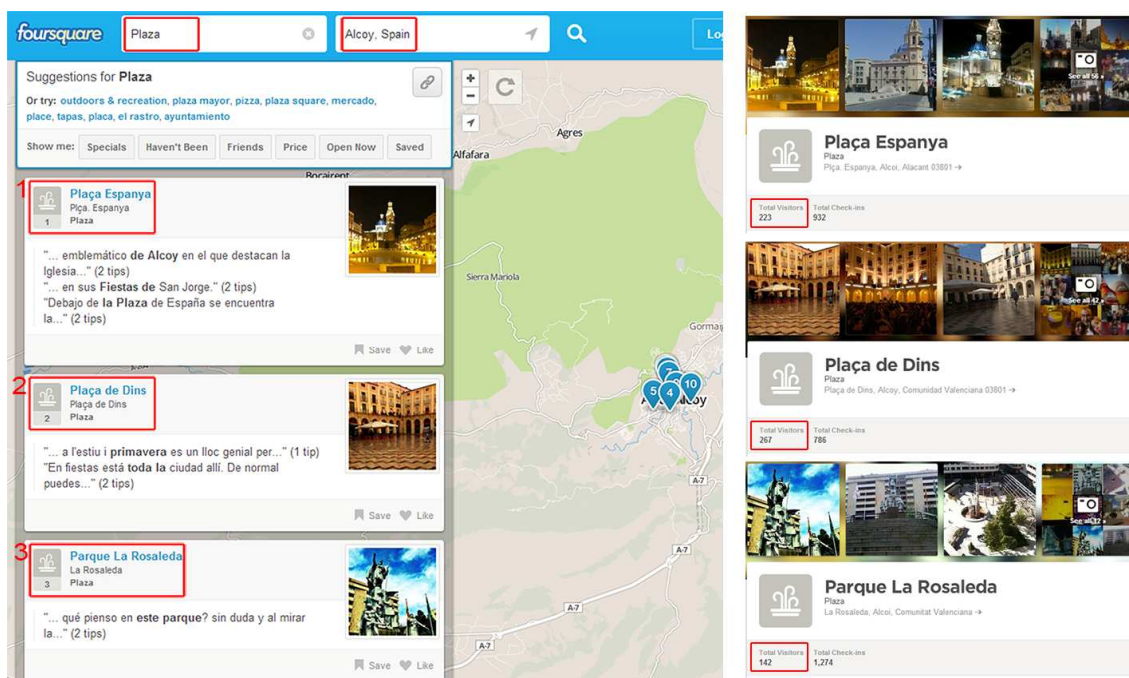 foursquare
Plaza
Alcoy, Spain
Suggestions for Plaza
Or try: outdoors & recreation, plaza mayor, pizza, plaza square, mercado,
place, tapas, placa, el rastro, ayuntamiento
Show me: Specials Haven't Been Friends Price Open Now Saved
1
Plaça Espanya
Plça. Espanya
1 Plaza
"... emblemático de Alcoy en el que destacan la
Iglesia..." (2 tips)
"... en sus Fiestas de San Jorge." (2 tips)
"Debajo de la Plaza de España se encuentra
la..." (2 tips)
Save Like
2
Plaça de Dins
Plaça de Dins
2 Plaza
"... a l'estiu i primavera es un lloc genial per..." (1 tip)
"En fiestas está toda la ciudad allí. De normal
puedes..." (2 tips)
Save Like
3
Parque La Rosaleda
La Rosaleda
3 Plaza
"... qué pienso en este parque? sin duda y al mirar
la..." (2 tips)
Save Like
+
-
Agres
Alfafara
Bocairent
Sierra Mariola
5
4
10
A-7
A-7
A-7
A-7
See all 56 »
Plaça Espanya
Plaza
Plça. Espanya, Alcoi, Alacant 03801 →
Total Visitors Total Check-ins
223 932
See all 42 »
Plaça de Dins
Plaza
Plaça de Dins, Alcoy, Comunidad Valenciana 03801 →
Total Visitors Total Check-ins
267 786
Parque La Rosaleda
Plaza
La Rosaleda, Alcoi, Comunitat Valenciana →
Total Visitors Total Check-ins
142 1,274